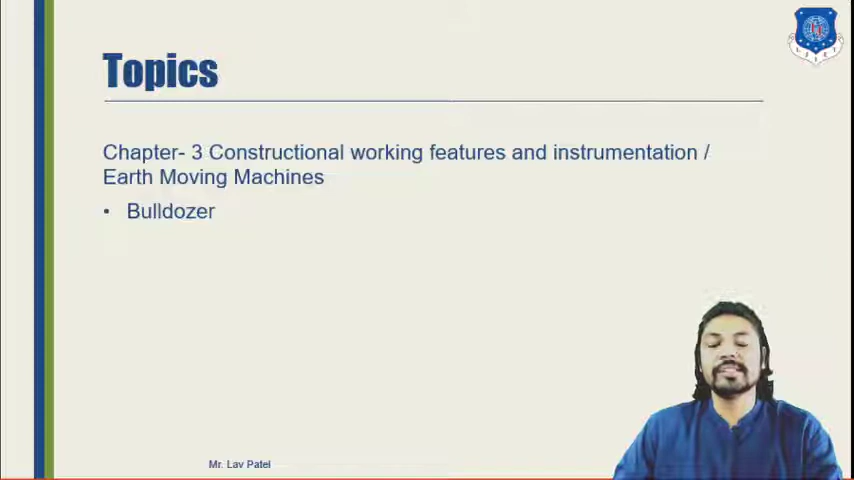 Topics
Chapter- 3 Constructional working features and instrumentation /
Earth Moving Machines
• Bulldozer
Mr. Lav Patel